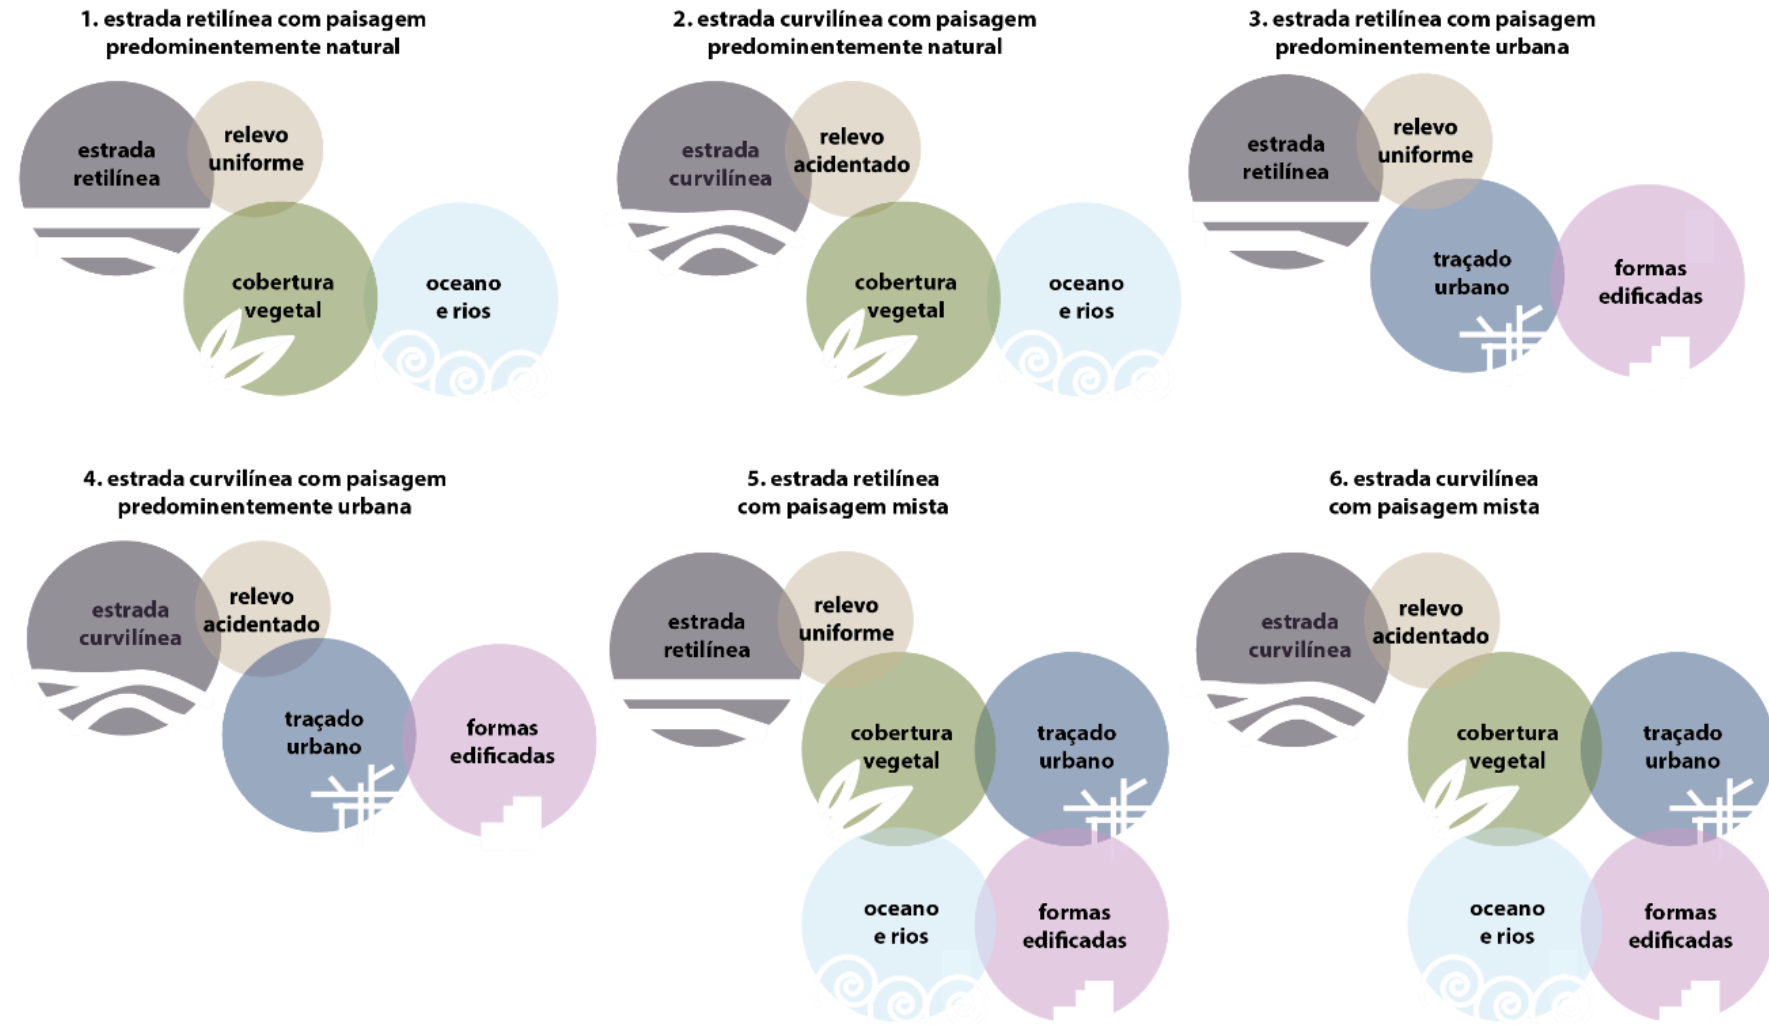 1. estrada retilínea com paisagem
predominentemente natural
estrada
retilínea
relevo
uniforme
cobertura
vegetal
oceano
e rios
2. estrada curvilínea com paisagem
predominentemente natural
estrada
curvilínea
relevo
acidentado
cobertura
vegetal
oceano
e rios
3. estrada retilínea com paisagem
predominentemente urbana
estrada
retilínea
relevo
uniforme
traçado
urbano
formas
edificadas
4. estrada curvilínea com paisagem
predominentemente urbana
estrada
curvilínea
relevo
acidentado
traçado
urbano
formas
edificadas
5. estrada retilínea
com paisagem mista
estrada
retilínea
relevo
uniforme
cobertura
vegetal
traçado
urbano
oceano
e rios
formas
edificadas
6. estrada curvilínea
com paisagem mista
estrada
curvilínea
relevo
acidentado
cobertura
vegetal
traçado
urbano
oceano
e rios
formas
edificadas